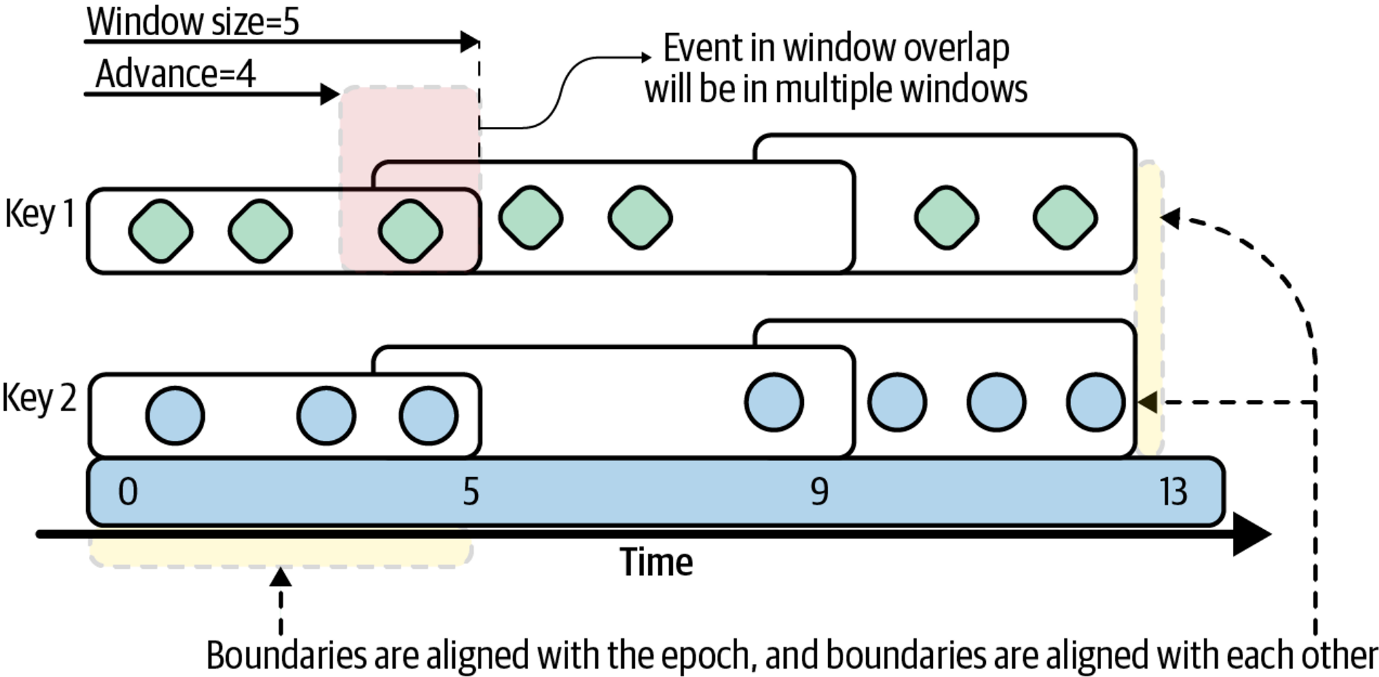 Window size=5
Advance=4
Event in window overlap
will be in multiple windows
Key 1
Key 2
0 5 9 13
Time
Boundaries are aligned with the epoch, and boundaries are aligned with each other